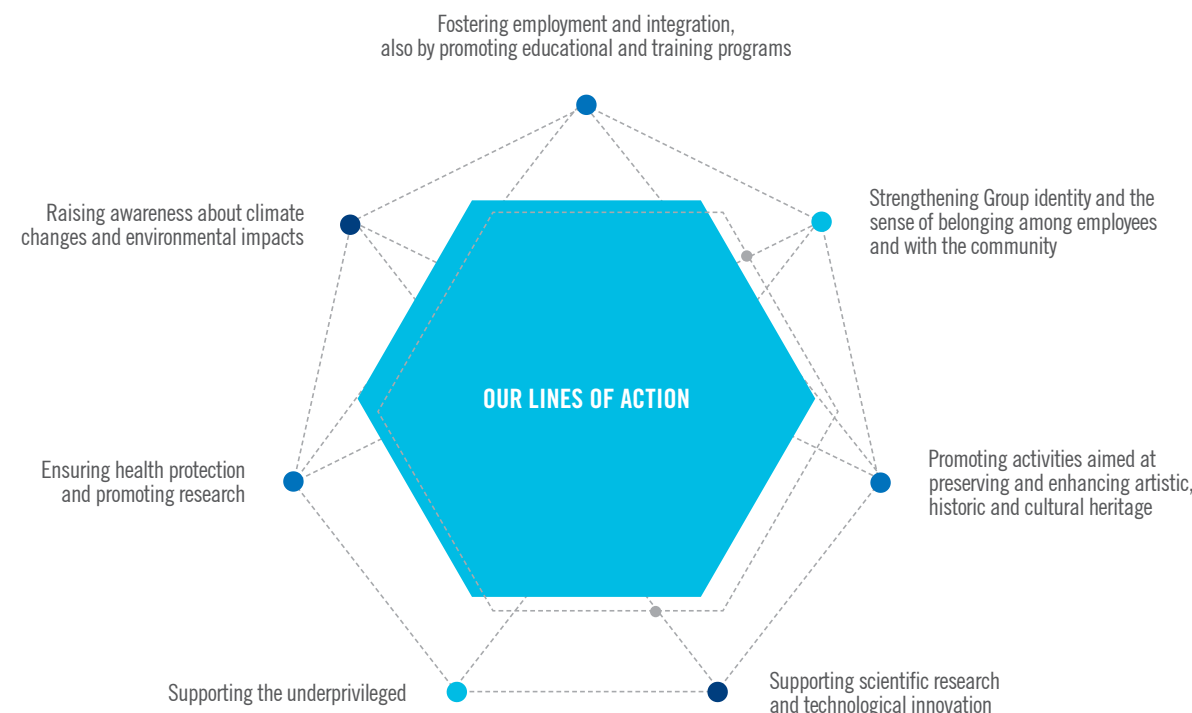 Fostering employment and integration,
also by promoting educational and training programs
Raising awareness about climate
changes and environmental impacts
Strengthening Group identity and the
sense of belonging among employees
and with the community
OUR LINES OF ACTION
Ensuring health protection
and promoting research
Promoting activities aimed at
preserving and enhancing artistic,
historic and cultural heritage
Supporting the underprivileged
Supporting scientific research
and technological innovation